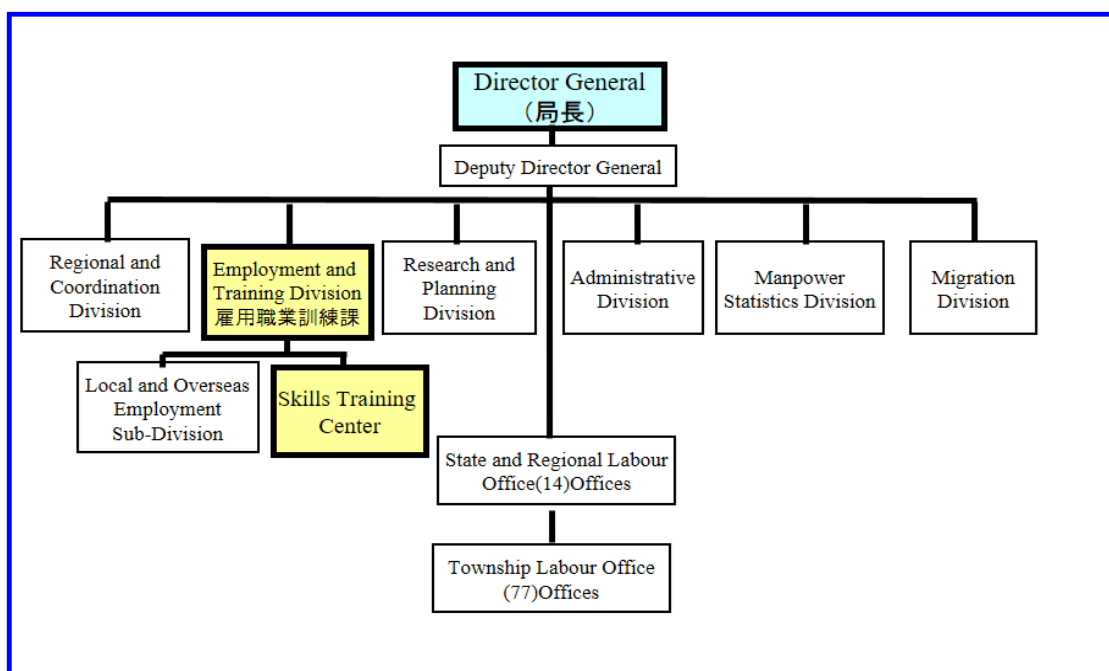 Director General
（局長）
Deputy Director General
Regional and
Coordination
Division
Employment and
Training Division
雇用職業訓練課
Research and
Planning
Division
Administrative
Division
Manpower
Statistics Division
Migration
Division
Local and Overseas
Employment
Sub-Division
Skills Training
Center
State and Regional Labour
Office(14)Offices
Township Labour Office
(77)Offices